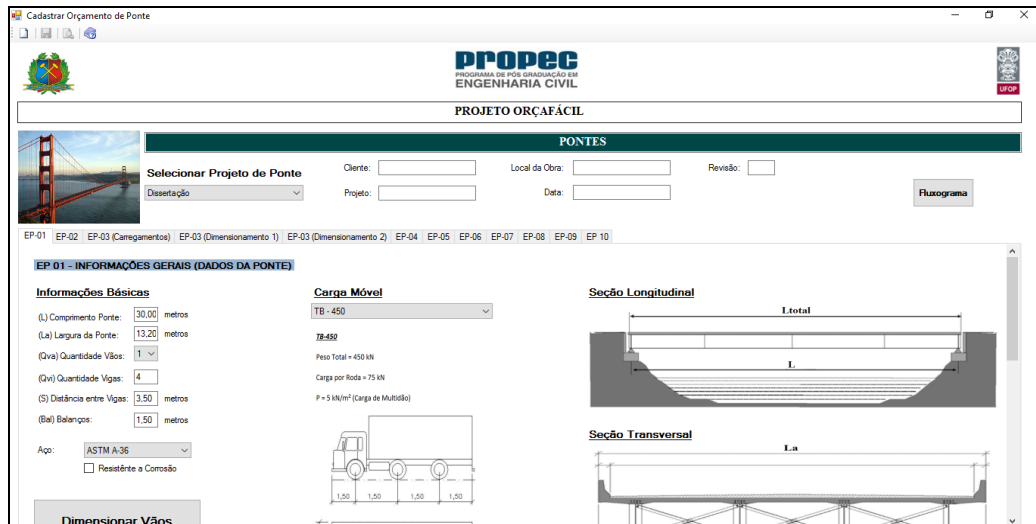 Cadastrar Orçamento de Ponte
propec
PROGRAMA DE PÓS GRADUAÇÃO EM
ENGENHARIA CIVIL
UFOP
PROJETO ORÇAFÁCIL
PONTES
Selecionar Projeto de Ponte
Dissertação
Cliente:
Local da Obra:
Revisão:
Projeto:
Data:
Fluxograma
EP-01 EP-02 EP-03 (Carregamentos) EP-03 (Dimensionamento 1) EP-03 (Dimensionamento 2) EP-04 EP-05 EP-06 EP-07 EP-08 EP-09 EP 10
EP 01 - INFORMAÇÕES GERAIS (DADOS DA PONTE)
Informações Básicas
(L) Comprimento Ponte: 30,00 metros
(La) Largura da Ponte: 13,20 metros
(Qva) Quantidade Vãos: 1
(Qvi) Quantidade Vigas: 4
(S) Distância entre Vigas: 3,50 metros
(Bal) Balanços: 1,50 metros
Aço: ASTM A-36
Resistênte a Corrosão
Dimensionar Vãos
Carga Móvel
TB - 450
TB-450
Peso Total = 450 kN
Carga por Roda = 75 kN
P = 5 kN/m² (Carga de Multidão)
1,50 1,50 1,50 1,50
Seção Longitudinal
Ltotal
L
Seção Transversal
La